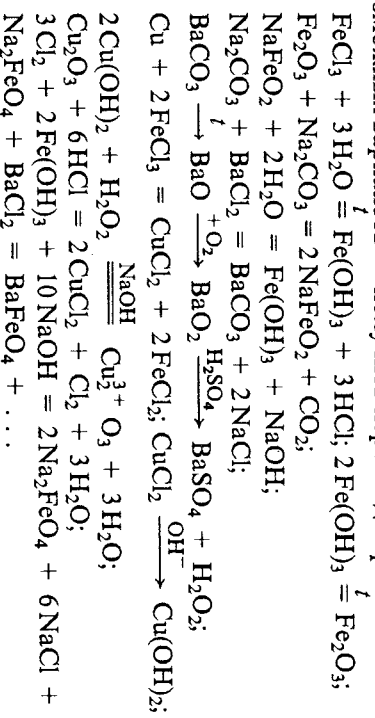 FeCl₃ + 3H₂O =ᵗ Fe(OH)₃ + 3HCl, 2Fe(OH)₃ =ᵗ Fe₂O₃;
Fe₂O₃ + Na₂CO₃ = 2NaFeO₂ + CO₂;
NaFeO₂ + 2H₂O = Fe(OH)₃ + NaOH;
Na₂CO₃ + BaCl₂ = BaCO₃ + 2NaCl;
BaCO₃ —t→ BaO —+O₂→ BaO₂ —H₂SO₄→ BaSO₄ + H₂O₂;
Cu + 2FeCl₃ = CuCl₂ + 2FeCl₂; CuCl₂ —OH⁻→ Cu(OH)₂;
2Cu(OH)₂ + H₂O₂ =NaOH= Cu₂³⁺O₃ + 3H₂O;
Cu₂O₃ + 6HCl = 2CuCl₂ + Cl₂ + 3H₂O;
3Cl₂ + 2Fe(OH)₃ + 10NaOH = 2Na₂FeO₄ + 6NaCl +
Na₂FeO₄ + BaCl₂ = BaFeO₄ + ...